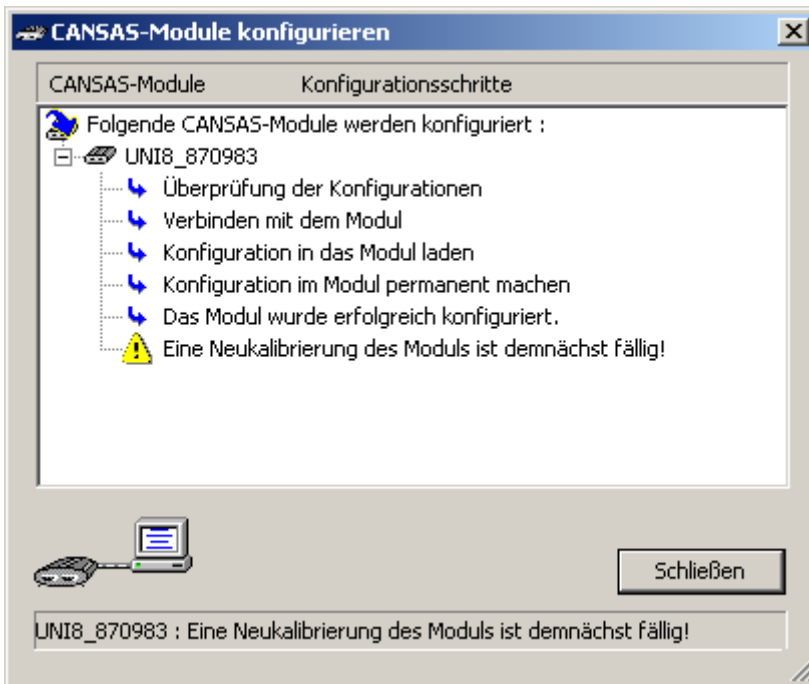 CANSAS-Module konfigurieren
CANSAS-Module Konfigurationsschritte
Folgende CANSAS-Module werden konfiguriert :
UNI8_870983
Überprüfung der Konfigurationen
Verbinden mit dem Modul
Konfiguration in das Modul laden
Konfiguration im Modul permanent machen
Das Modul wurde erfolgreich konfiguriert.
Eine Neukalibrierung des Moduls ist demnächst fällig!
Schließen
UNI8_870983 : Eine Neukalibrierung des Moduls ist demnächst fällig!